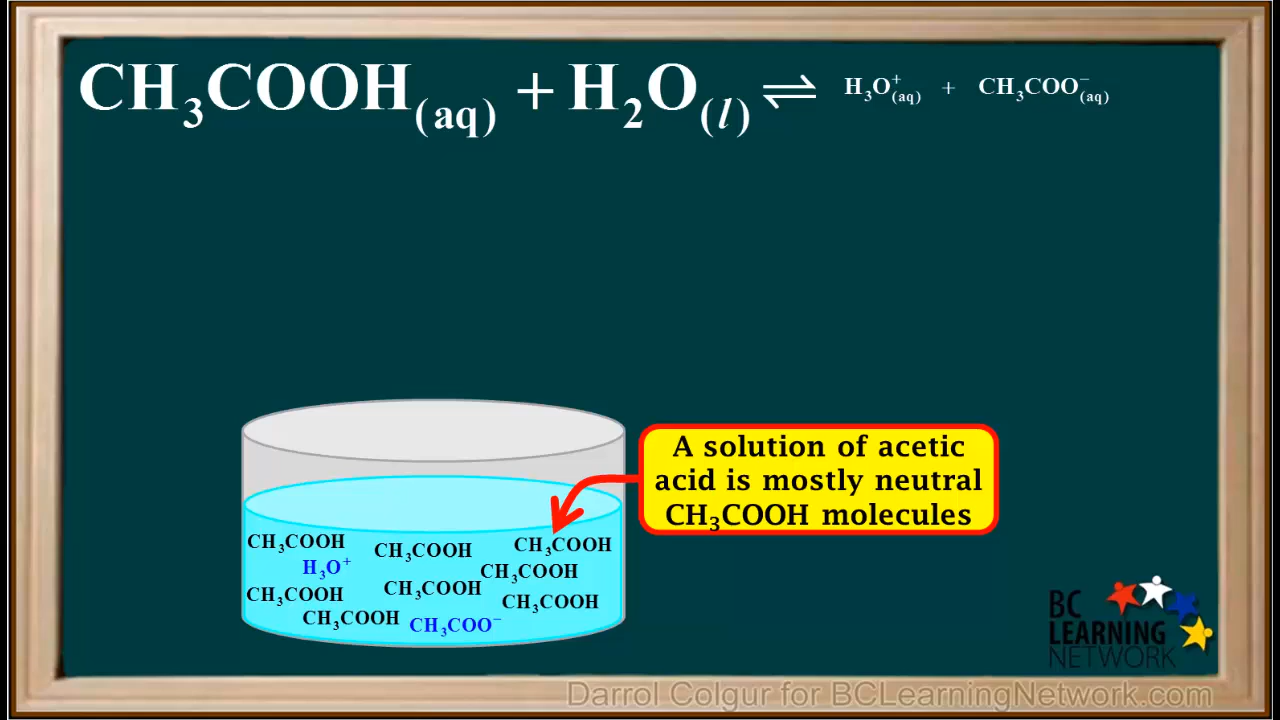 CH₃COOH(aq) + H₂O(l) ⇌ H₃O⁺(aq) + CH₃COO⁻(aq)
A solution of acetic
acid is mostly neutral
CH₃COOH molecules
CH₃COOH CH₃COOH CH₃COOH
H₃O⁺ CH₃COOH
CH₃COOH CH₃COOH CH₃COOH
CH₃COOH CH₃COO⁻
BC
LEARNING
NETWORK
Darrol Colgur for BCLearningNetwork.com